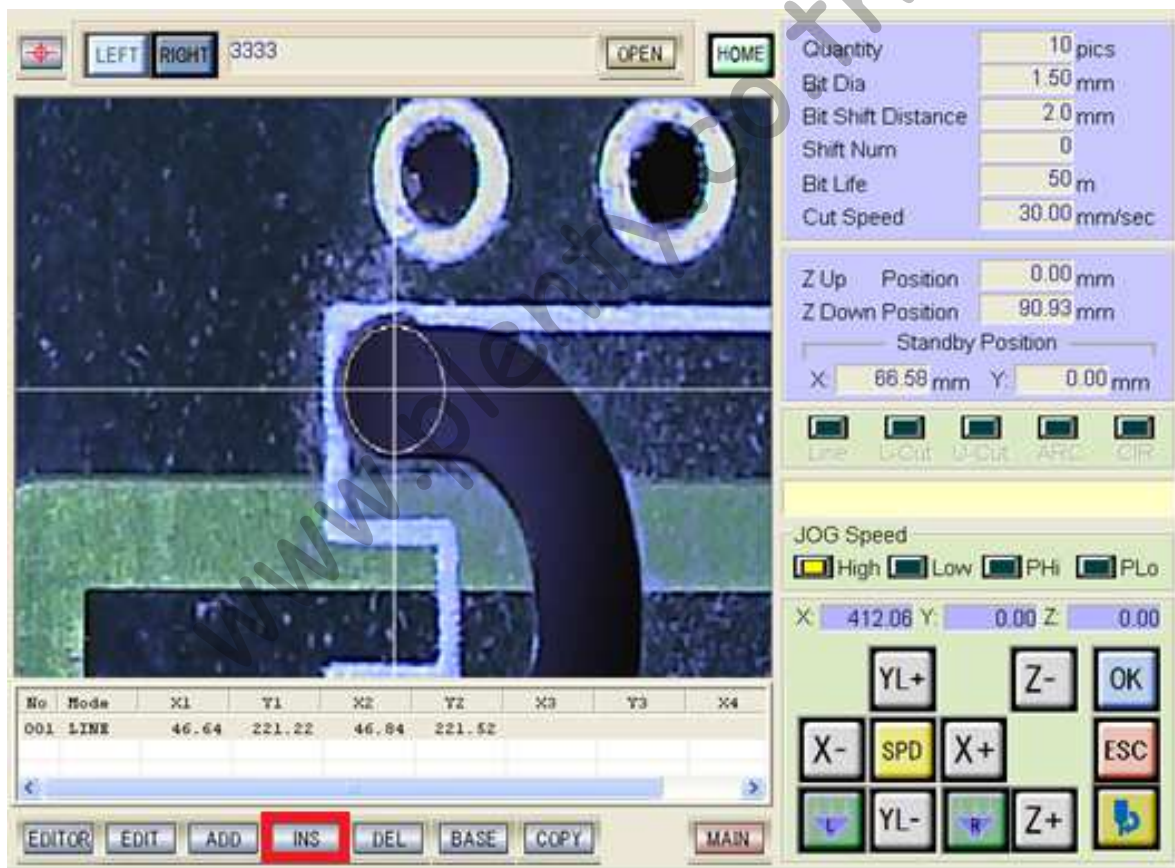 LEFT RIGHT 3333 OPEN HOME
Quantity 10 pics
Bit Dia 1.50 mm
Bit Shift Distance 2.0 mm
Shift Num 0
Bit Life 50 m
Cut Speed 30.00 mm/sec
Z Up Position 0.00 mm
Z Down Position 90.93 mm
Standby Position
X: 66.58 mm Y: 0.00 mm
Line U-Cut ARC CIR
JOG Speed
High Low PHi PLo
X: 412.06 Y: 0.00 Z: 0.00
YL+ Z- OK
X- SPD X+ ESC
L YL- R Z+
No Mode X1 Y1 X2 Y2 X3 Y3 X4
001 LINE 46.64 221.22 46.84 221.52
EDITOR EDIT ADD INS DEL BASE COPY MAIN